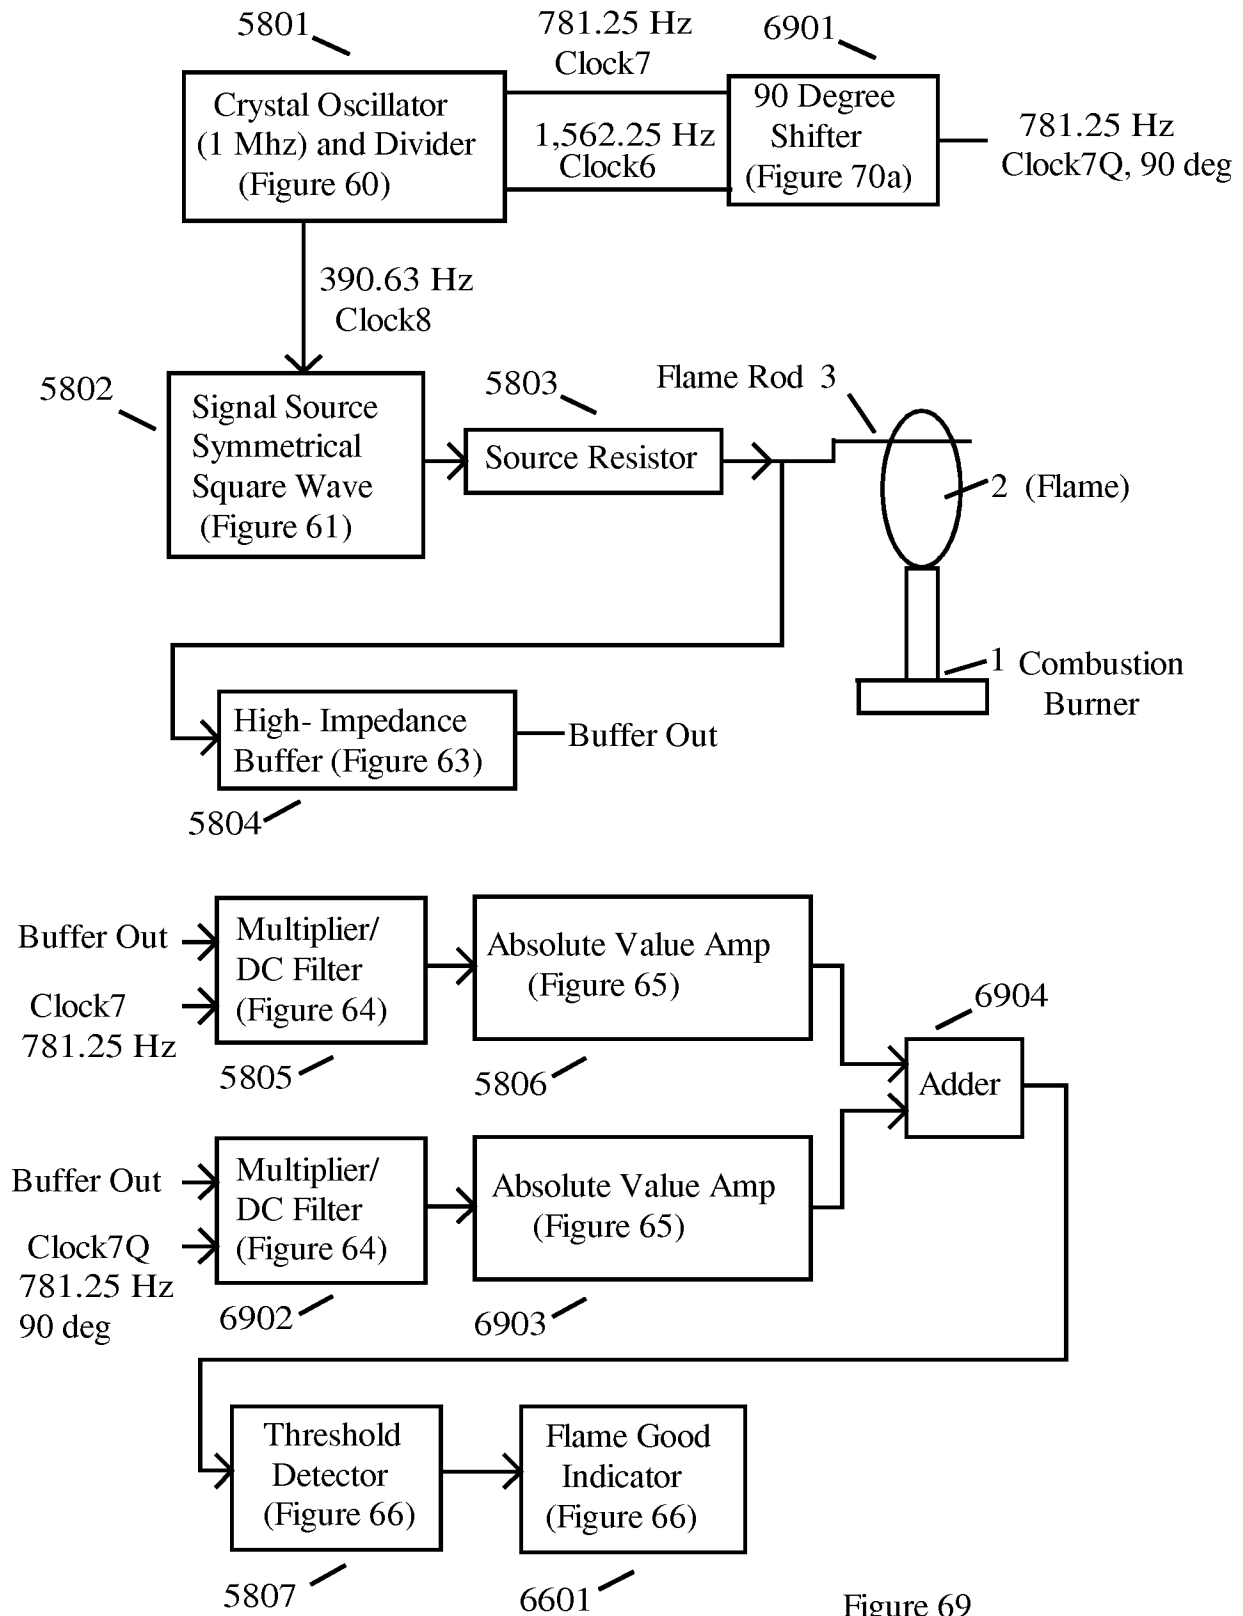 5801
781.25 Hz
Clock7
6901
Crystal Oscillator
(1 Mhz) and Divider
(Figure 60)
1,562.25 Hz
Clock6
90 Degree
Shifter
(Figure 70a)
781.25 Hz
Clock7Q, 90 deg
390.63 Hz
Clock8
5802
Signal Source
Symmetrical
Square Wave
(Figure 61)
5803
Source Resistor
Flame Rod 3
2 (Flame)
1 Combustion
Burner
High- Impedance
Buffer (Figure 63)
Buffer Out
5804
Buffer Out
Clock7
781.25 Hz
Multiplier/
DC Filter
(Figure 64)
5805
Absolute Value Amp
(Figure 65)
5806
6904
Adder
Buffer Out
Clock7Q
781.25 Hz
90 deg
Multiplier/
DC Filter
(Figure 64)
6902
Absolute Value Amp
(Figure 65)
6903
Threshold
Detector
(Figure 66)
5807
Flame Good
Indicator
(Figure 66)
6601
Figure 69